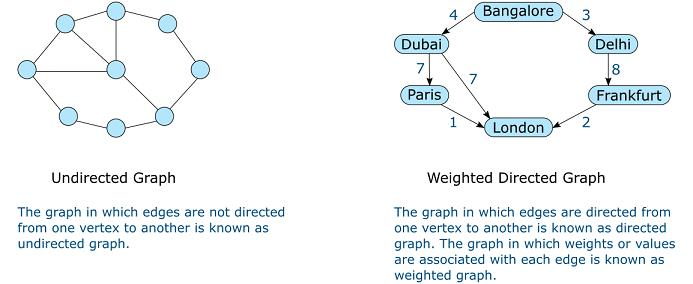 Bangalore
4
3
Dubai
Delhi
7
7
8
Paris
Frankfurt
1
2
London
Undirected Graph
The graph in which edges are not directed
from one vertex to another is known as
undirected graph.
Weighted Directed Graph
The graph in which edges are directed from
one vertex to another is known as directed
graph. The graph in which weights or values
are associated with each edge is known as
weighted graph.